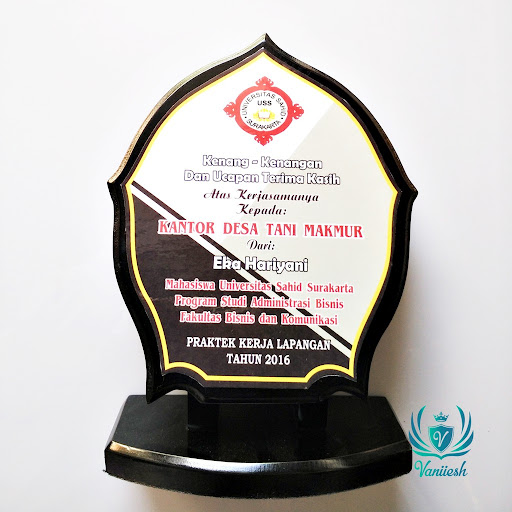 UNIVERSITAS SAHID
USS
SURAKARTA
Kenang - Kenangan
Dan Ucapan Terima Kasih
Atas Kerjasamanya
Kepada:
KANTOR DESA TANI MAKMUR
Dari:
Eka Hariyani
Mahasiswa Universitas Sahid Surakarta
Program Studi Administrasi Bisnis
Fakultas Bisnis dan Komunikasi
PRAKTEK KERJA LAPANGAN
TAHUN 2016
V
Vaniiesh